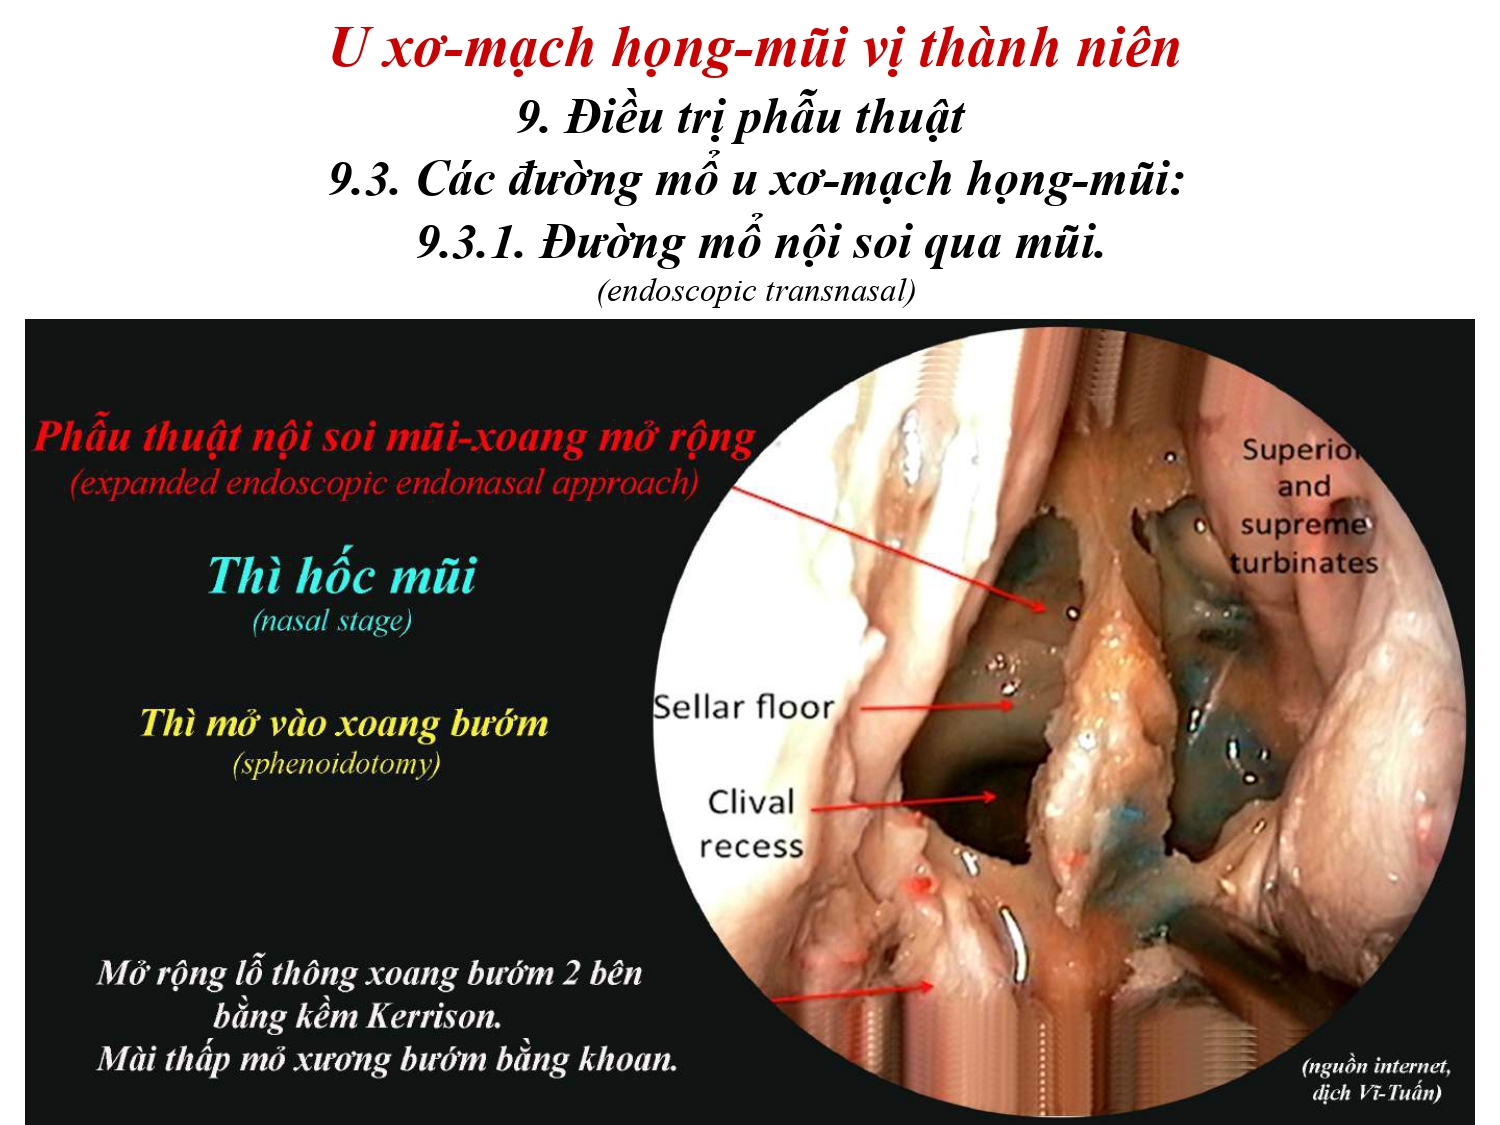 U xơ-mạch họng-mũi vị thành niên
9. Điều trị phẫu thuật
9.3. Các đường mổ u xơ-mạch họng-mũi:
9.3.1. Đường mổ nội soi qua mũi.
(endoscopic transnasal)
Phẫu thuật nội soi mũi-xoang mở rộng
(expanded endoscopic endonasal approach)
Thì hốc mũi
(nasal stage)
Thì mở vào xoang bướm
(sphenoidotomy)
Mở rộng lỗ thông xoang bướm 2 bên
bằng kềm Kerrison.
Mài thấp mỏ xương bướm bằng khoan.
Superior
and
supreme
turbinates
Sellar floor
Clival
recess
(nguồn internet,
dịch Vĩ-Tuấn)